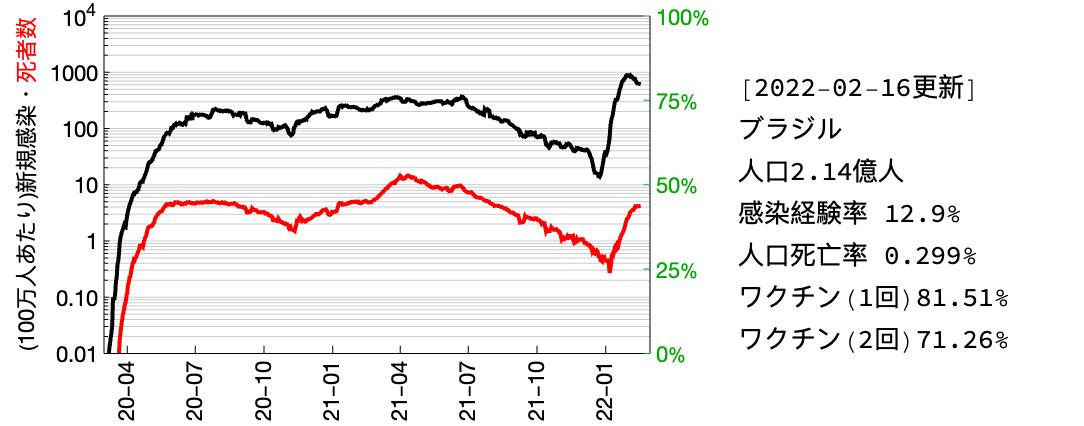 (100万人あたり)新規感染・死者数
10⁴
1000
100
10
1
0.10
0.01
100%
75%
50%
25%
0%
20-04
20-07
20-10
21-01
21-04
21-07
21-10
22-01
[2022-02-16更新]
ブラジル
人口2.14億人
感染経験率 12.9%
人口死亡率 0.299%
ワクチン(1回)81.51%
ワクチン(2回)71.26%